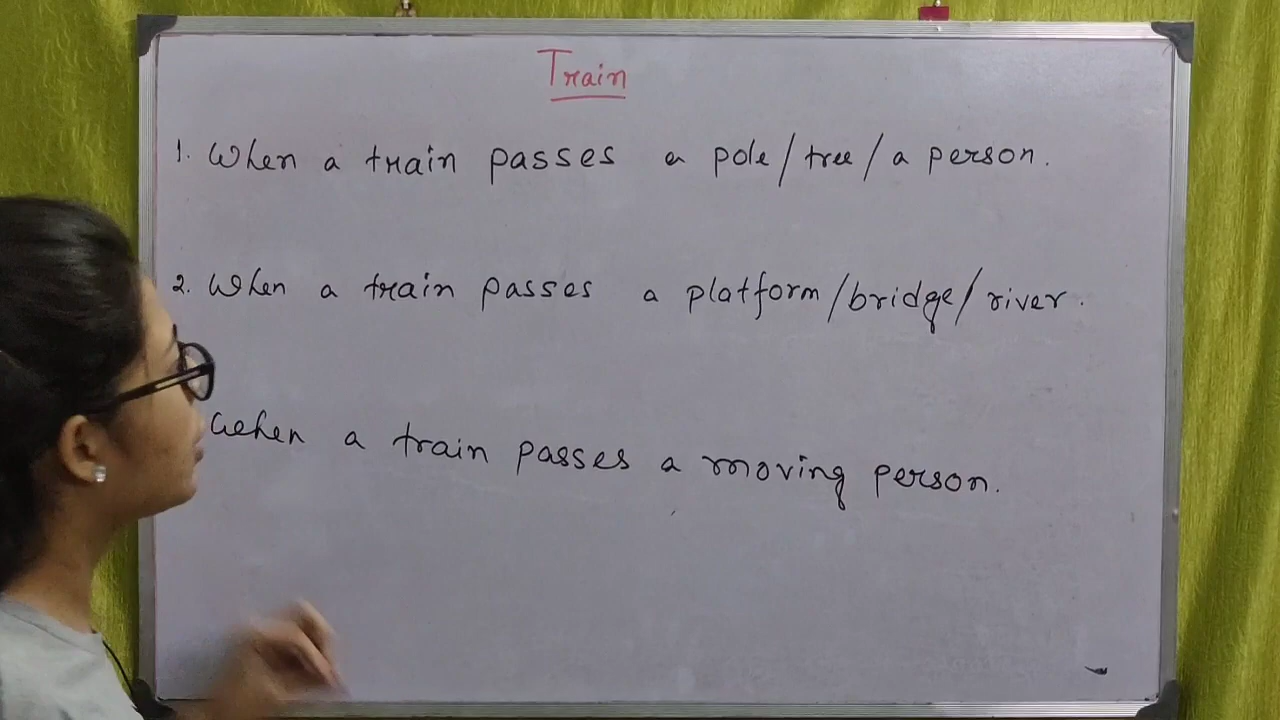 Train
1. When a train passes a pole/tree/a person.
2. When a train passes a platform/bridge/river.
When a train passes a moving person.